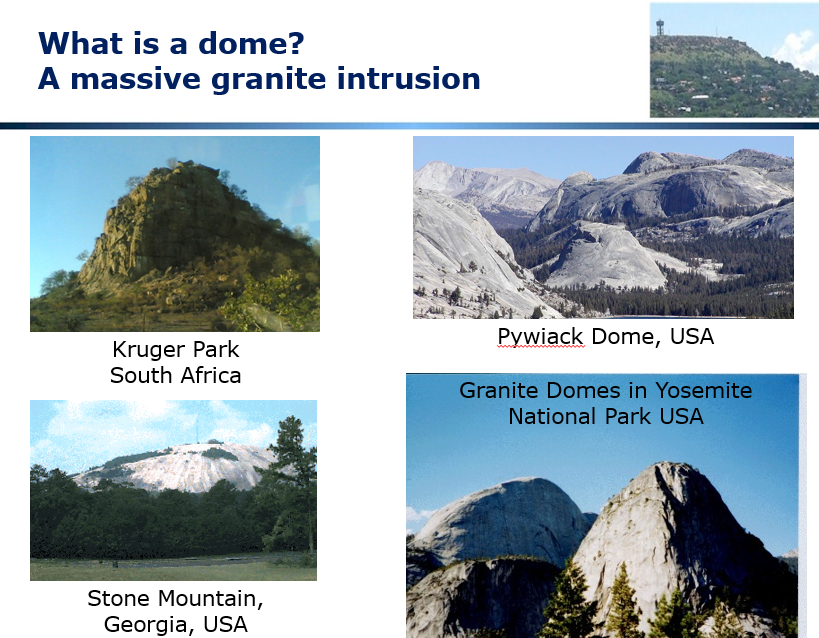 What is a dome?
A massive granite intrusion
Kruger Park
South Africa
Pywiack Dome, USA
Granite Domes in Yosemite
National Park USA
Stone Mountain,
Georgia, USA